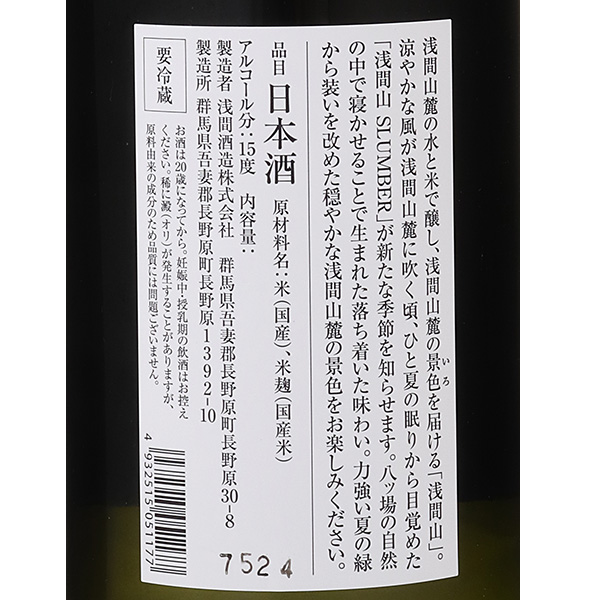 浅間山麓の水と米で醸し、浅間山麓の景色を届ける「浅間山」。
いろ
涼やかな風が浅間山麓に吹く頃、ひと夏の眠りから目覚めた
「浅間山 SLUMBER」が新たな季節を知らせます。八ッ場の自然
の中で寝かせることで生まれた落ち着いた味わい。力強い夏の緑
から装いを改めた穏やかな浅間山麓の景色をお楽しみください。
品目 日本酒 原材料名:米(国産)、米麹(国産米)
アルコール分:15度 内容量:
製造者 浅間酒造株式会社 群馬県吾妻郡長野原町長野原30-8
製造所 群馬県吾妻郡長野原町長野原1392-10
要冷蔵
お酒は20歳になってから。妊娠中・授乳期の飲酒はお控え
ください。稀に澱(オリ)が発生することがありますが、
原料由来の成分のため品質には問題ございません。
4 932515 051177
7524